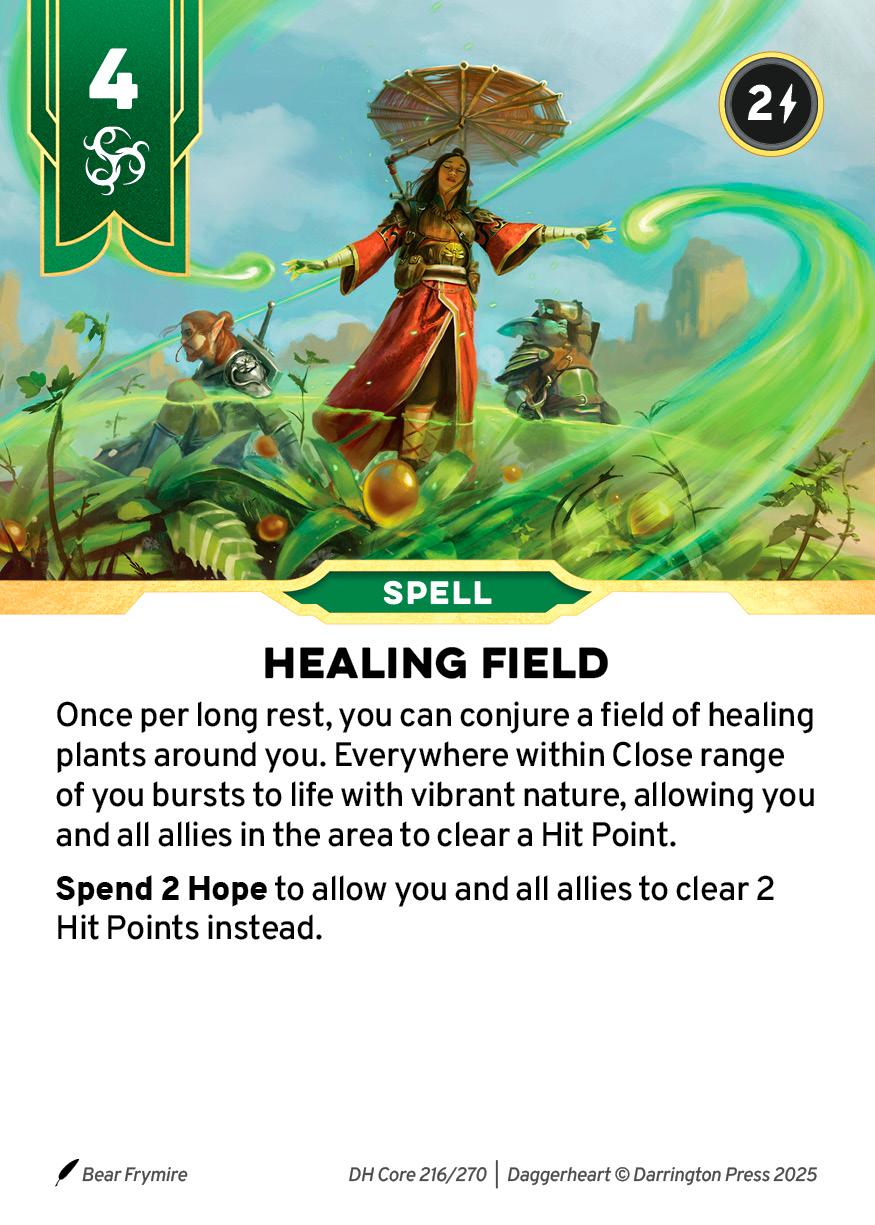 4
2
SPELL
HEALING FIELD
Once per long rest, you can conjure a field of healing
plants around you. Everywhere within Close range
of you bursts to life with vibrant nature, allowing you
and all allies in the area to clear a Hit Point.
Spend 2 Hope to allow you and all allies to clear 2
Hit Points instead.
Bear Frymire
DH Core 216/270 | Daggerheart © Darrington Press 2025